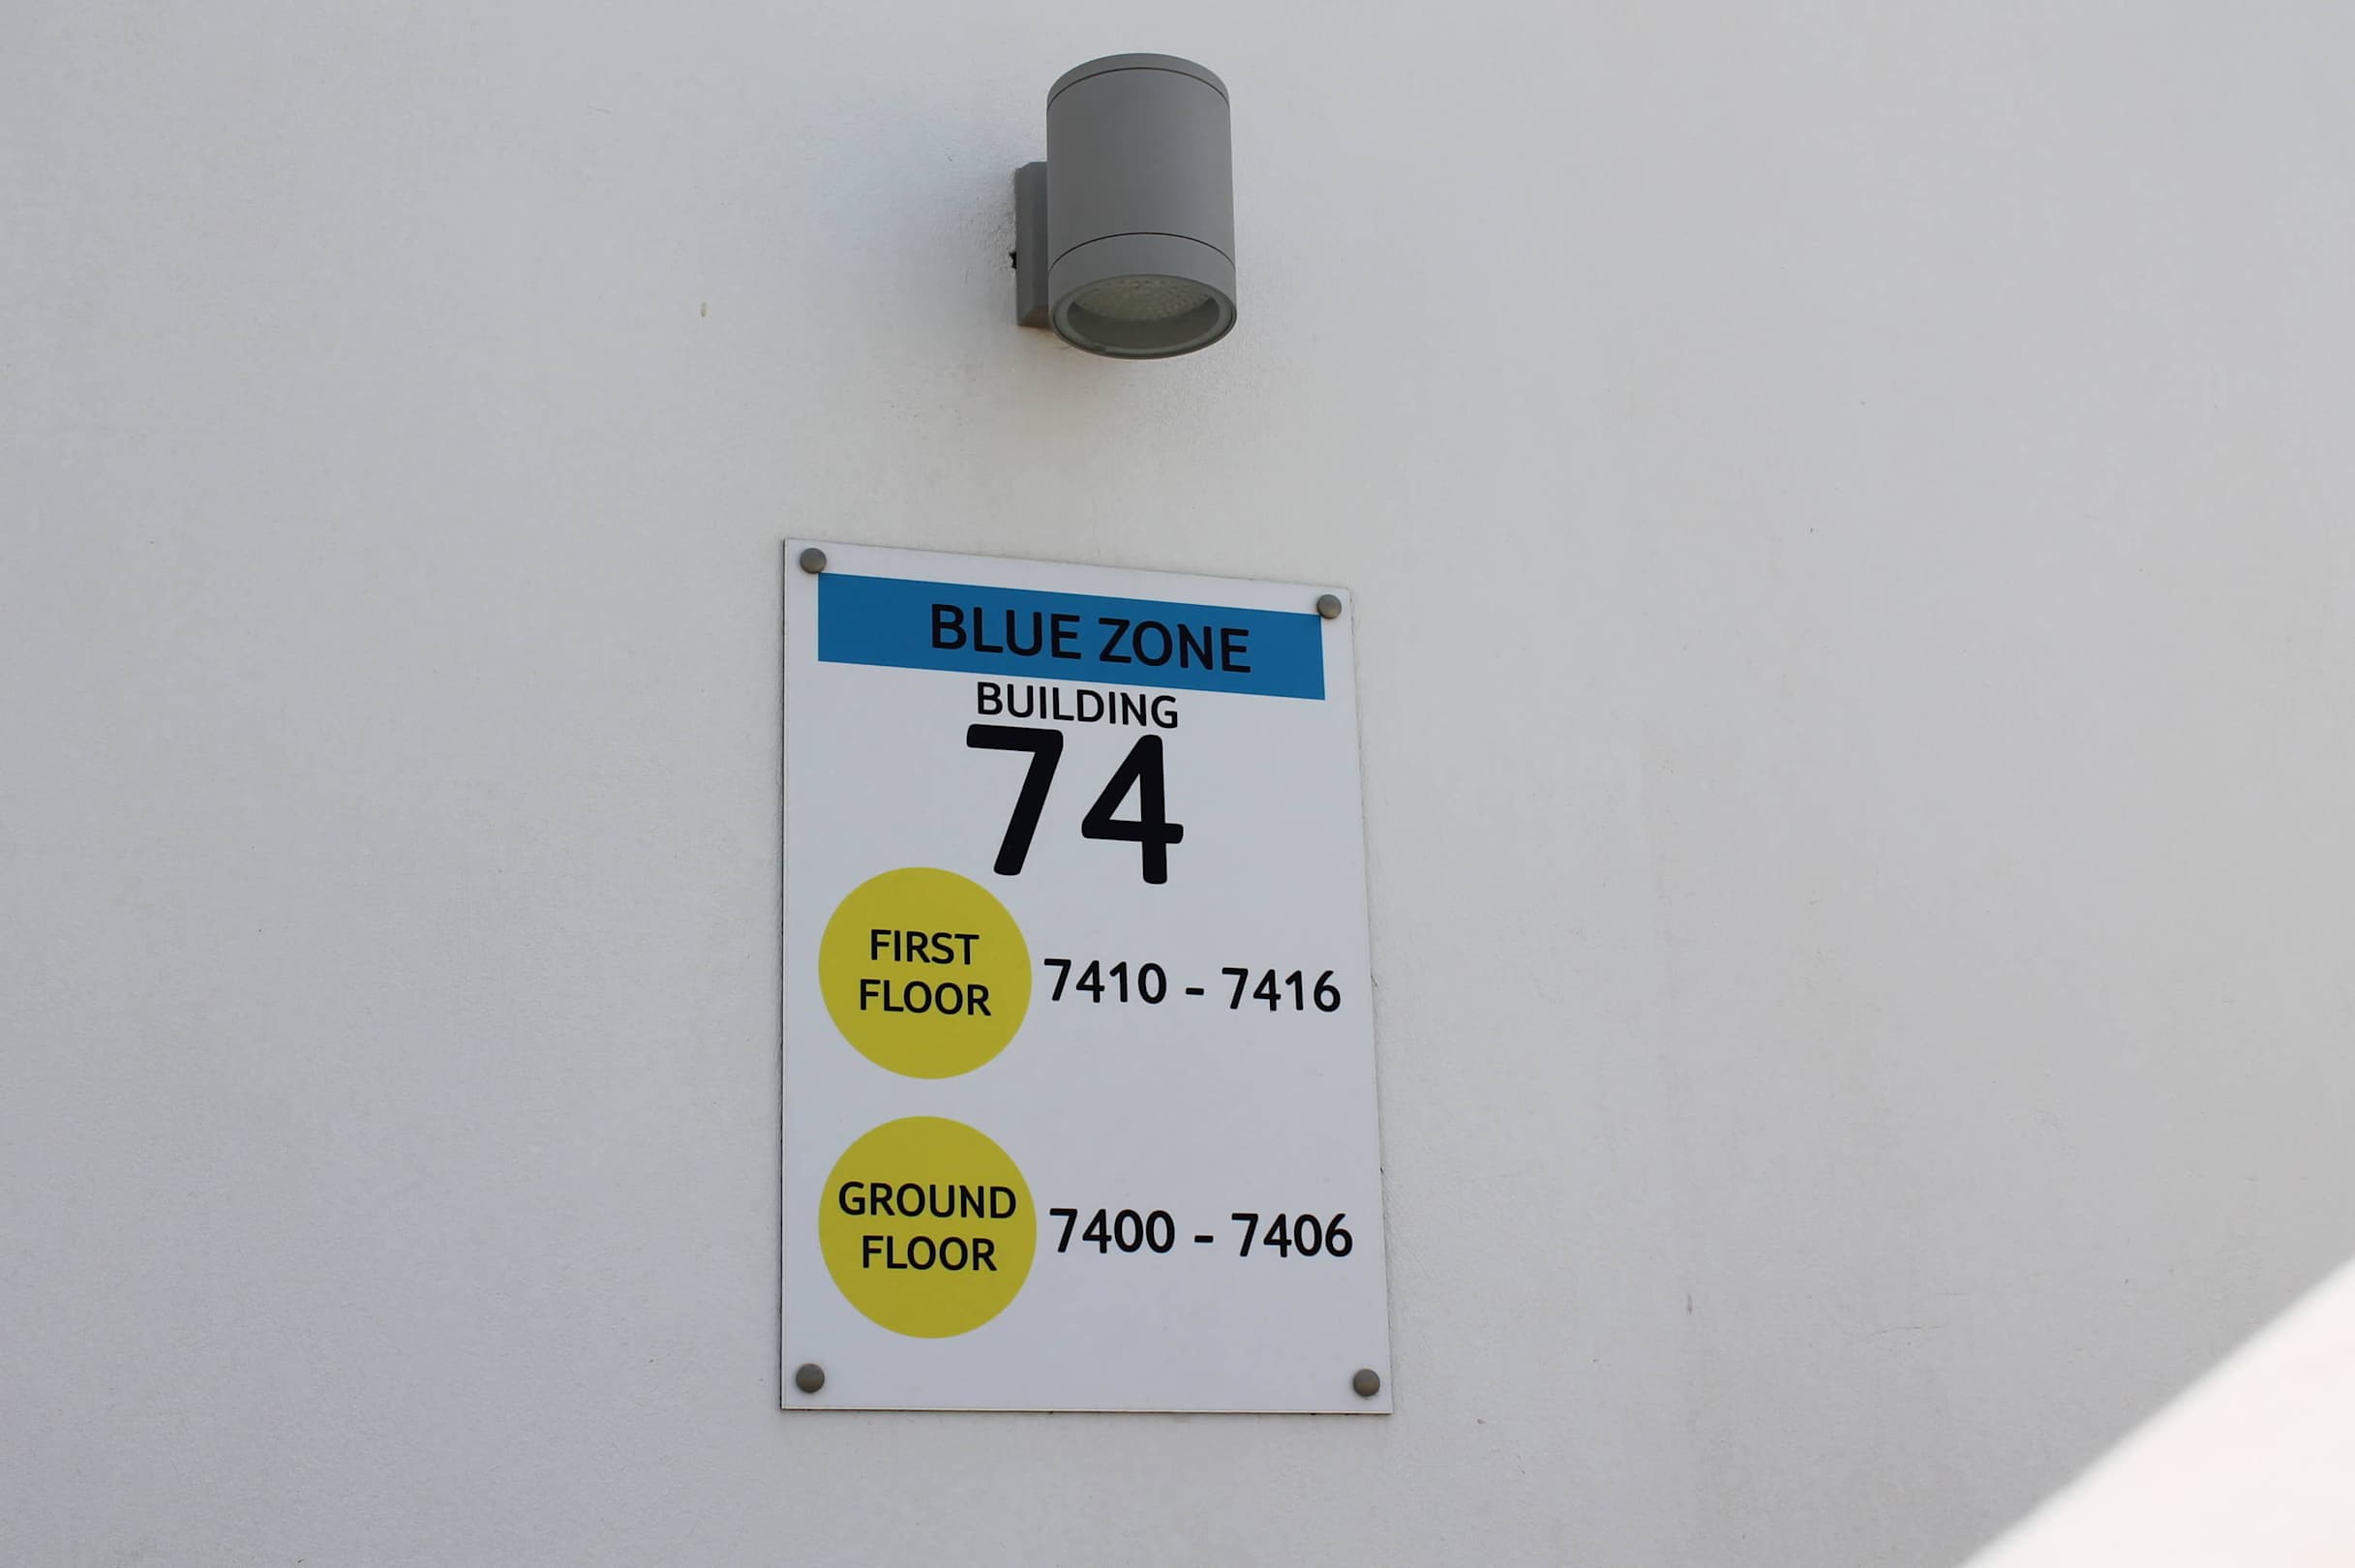 BLUE ZONE
BUILDING
74
FIRST
FLOOR
7410 - 7416
GROUND
FLOOR
7400 - 7406